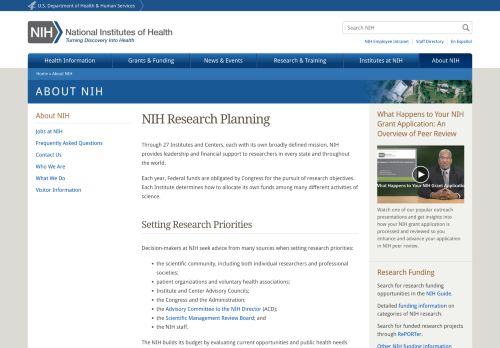 U.S. Department of Health & Human Services
NIH National Institutes of Health
Turning Discovery Into Health
Search NIH
NIH Employee Intranet | Staff Directory | En Español
Health Information
Grants & Funding
News & Events
Research & Training
Institutes at NIH
About NIH
Home » About NIH
ABOUT NIH
About NIH
Jobs at NIH
Frequently Asked Questions
Contact Us
Who We Are
What We Do
Visitor Information
NIH Research Planning
Through 27 Institutes and Centers, each with its own broadly defined mission, NIH
provides leadership and financial support to researchers in every state and throughout
the world.
Each year, Federal funds are obligated by Congress for the pursuit of research objectives.
Each Institute determines how to allocate its own funds among many different activities of
science.
Setting Research Priorities
Decision-makers at NIH seek advice from many sources when setting research priorities:
• the scientific community, including both individual researchers and professional
societies;
• patient organizations and voluntary health associations;
• Institute and Center Advisory Councils;
• the Congress and the Administration;
• the Advisory Committee to the NIH Director (ACD);
• the Scientific Management Review Board; and
• the NIH staff.
The NIH builds its budget by evaluating current opportunities and public health needs
What Happens to Your NIH
Grant Application: An
Overview of Peer Review
What Happens to Your NIH Grant Applicatio
Watch one of our popular outreach
presentations and get insights into
how your NIH grant application is
processed and reviewed so you
enhance and advance your application
in NIH peer review.
Research Funding
Search for research funding
opportunities in the NIH Guide.
Detailed funding information on
categories of NIH research.
Search for funded research projects
through RePORTer.
Other NIH funding information